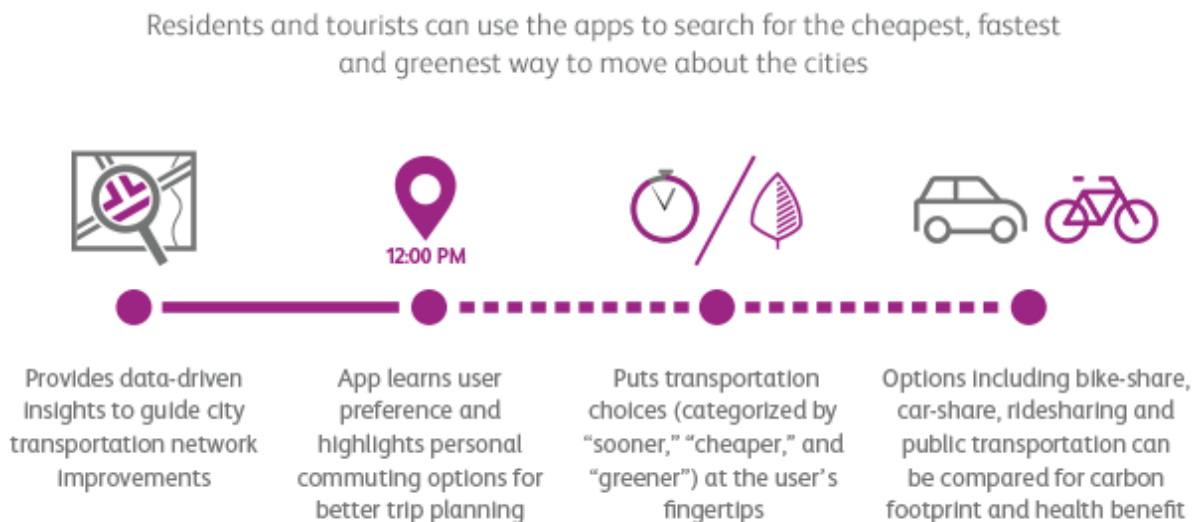 Residents and tourists can use the apps to search for the cheapest, fastest
and greenest way to move about the cities
12:00 PM
Provides data-driven
insights to guide city
transportation network
improvements
App learns user
preference and
highlights personal
commuting options for
better trip planning
Puts transportation
choices (categorized by
“sooner,” “cheaper,” and
“greener”) at the user’s
fingertips
Options including bike-share,
car-share, ridesharing and
public transportation can
be compared for carbon
footprint and health benefit